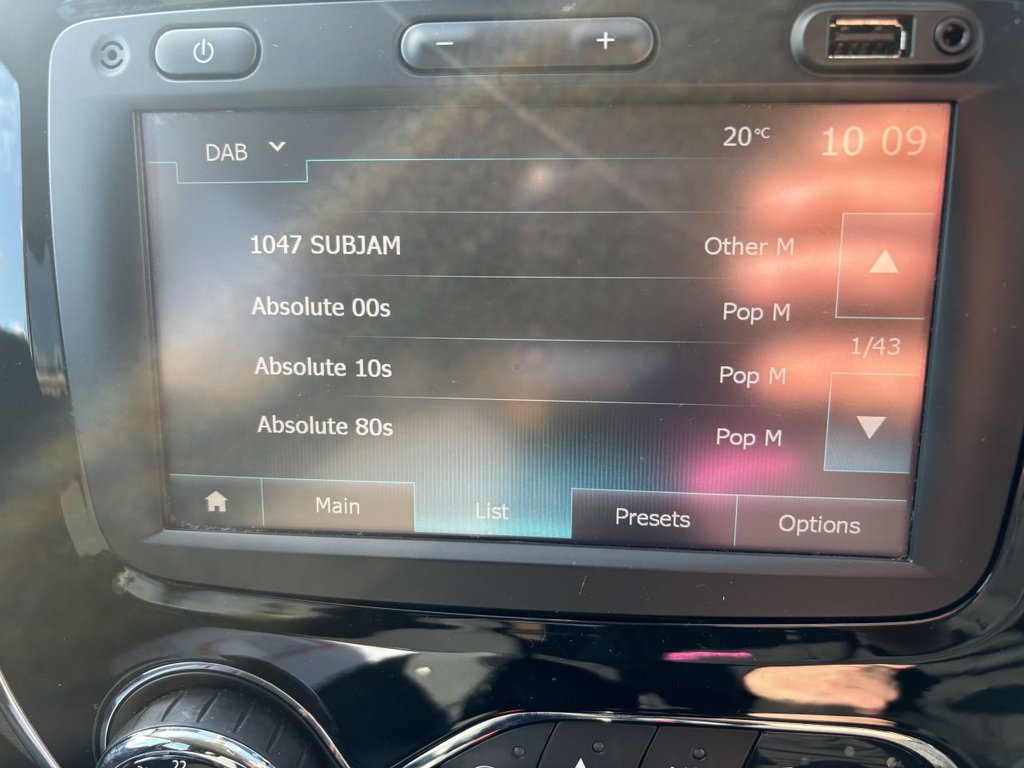 − +
DAB 20°C 10 09
1047 SUBJAM Other M
Absolute 00s Pop M
1/43
Absolute 10s Pop M
Absolute 80s Pop M
Main List Presets Options
22